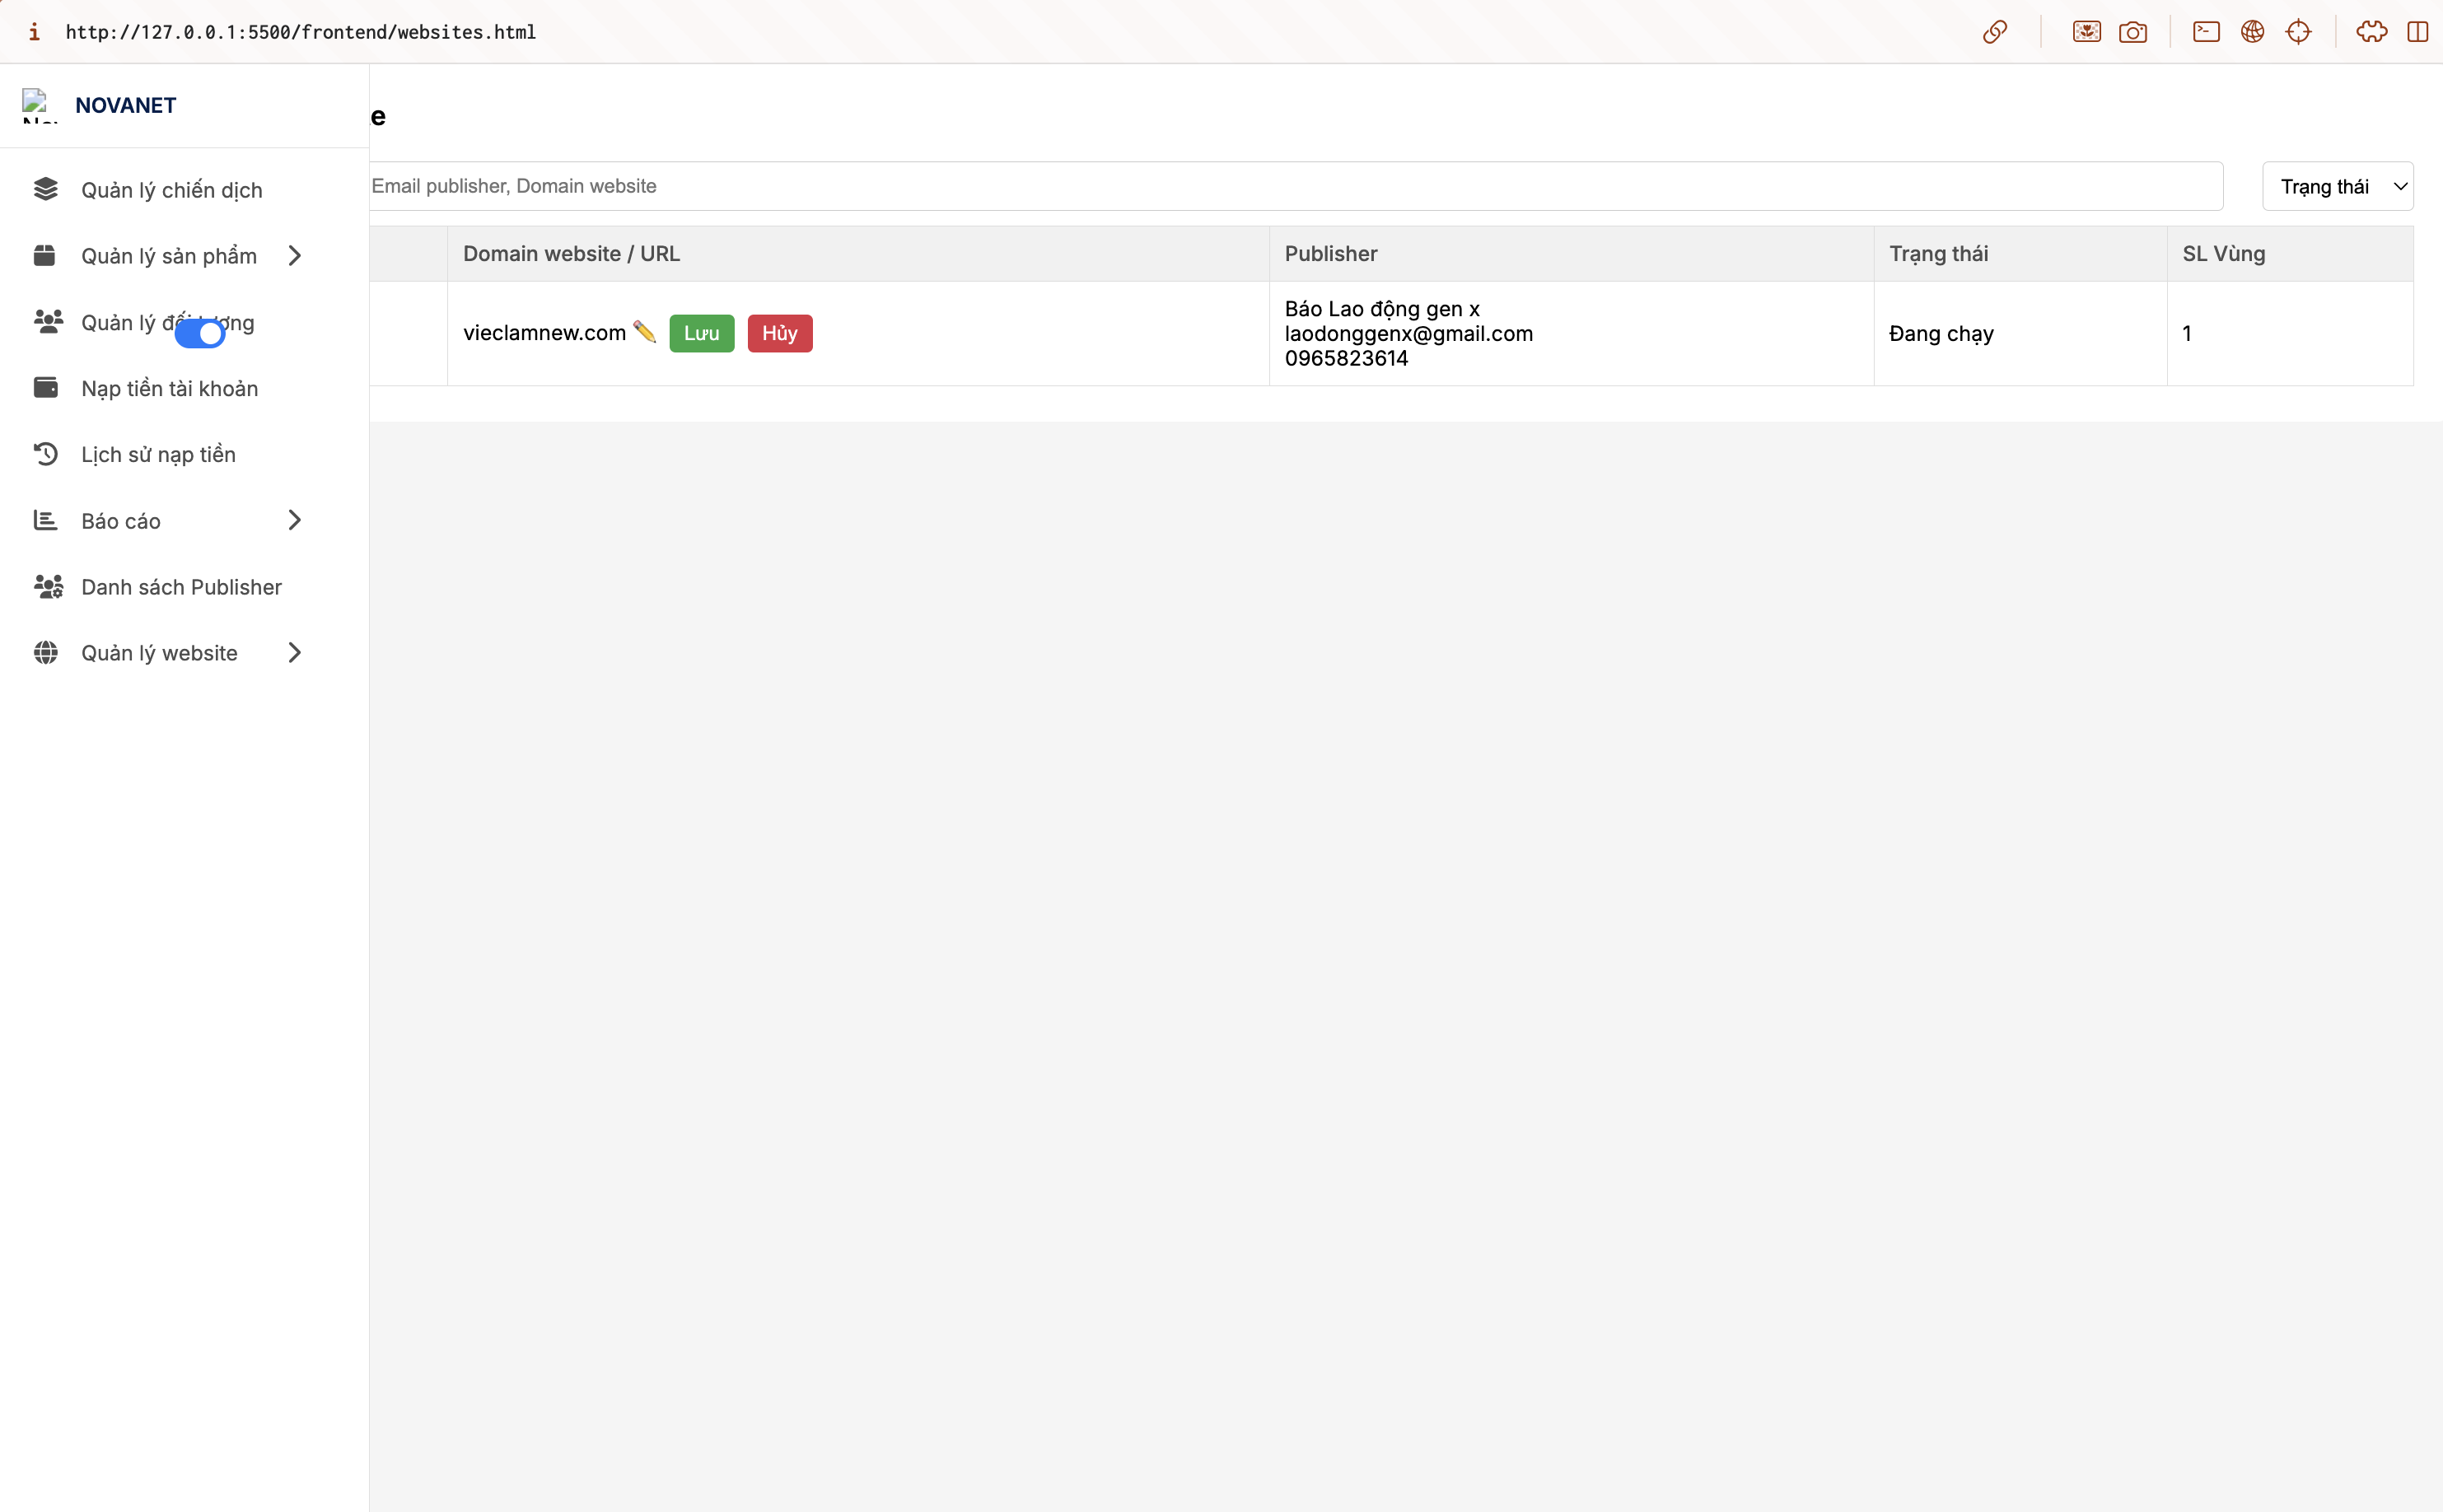 http://127.0.0.1:5500/frontend/websites.html
NOVANET
Quản lý chiến dịch
Quản lý sản phẩm
Quản lý đối tượng
Nạp tiền tài khoản
Lịch sử nạp tiền
Báo cáo
Danh sách Publisher
Quản lý website
e
Email publisher, Domain website
Trạng thái
Domain website / URL
Publisher
Trạng thái
SL Vùng
vieclamnew.com
Lưu
Hủy
Báo Lao động gen x
laodonggenx@gmail.com
0965823614
Đang chạy
1